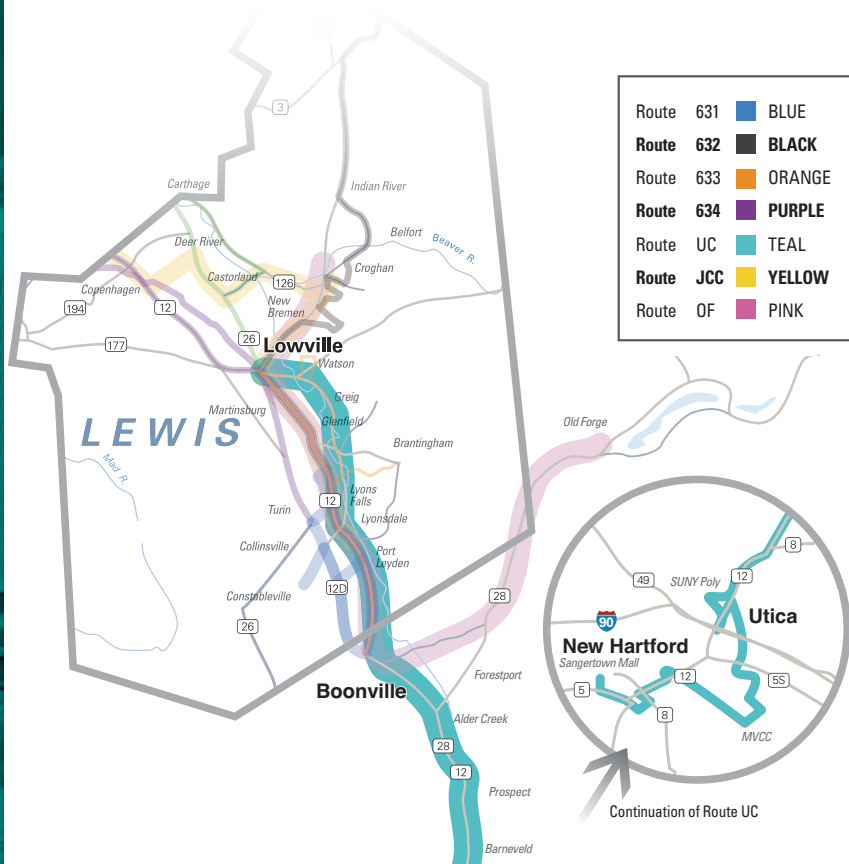 3
Carthage
Indian River
Deer River
Belfort
Beaver R.
Castorland
126
Croghan
Copenhagen
New
Bremen
194
12
177
26
Lowville
Watson
Martinsburg
Greig
Glenfield
LEWIS
Brantingham
Mad R.
12
Lyons
Falls
Turin
Lyonsdale
Collinsville
Port
Leyden
12D
Constableville
26
28
Old Forge
Boonville
Forestport
Alder Creek
28
12
Prospect
Barneveld
Route 631 BLUE
Route 632 BLACK
Route 633 ORANGE
Route 634 PURPLE
Route UC TEAL
Route JCC YELLOW
Route OF PINK
8
49
SUNY Poly
12
90
Utica
New Hartford
Sangertown Mall
5
12
5S
8
MVCC
Continuation of Route UC